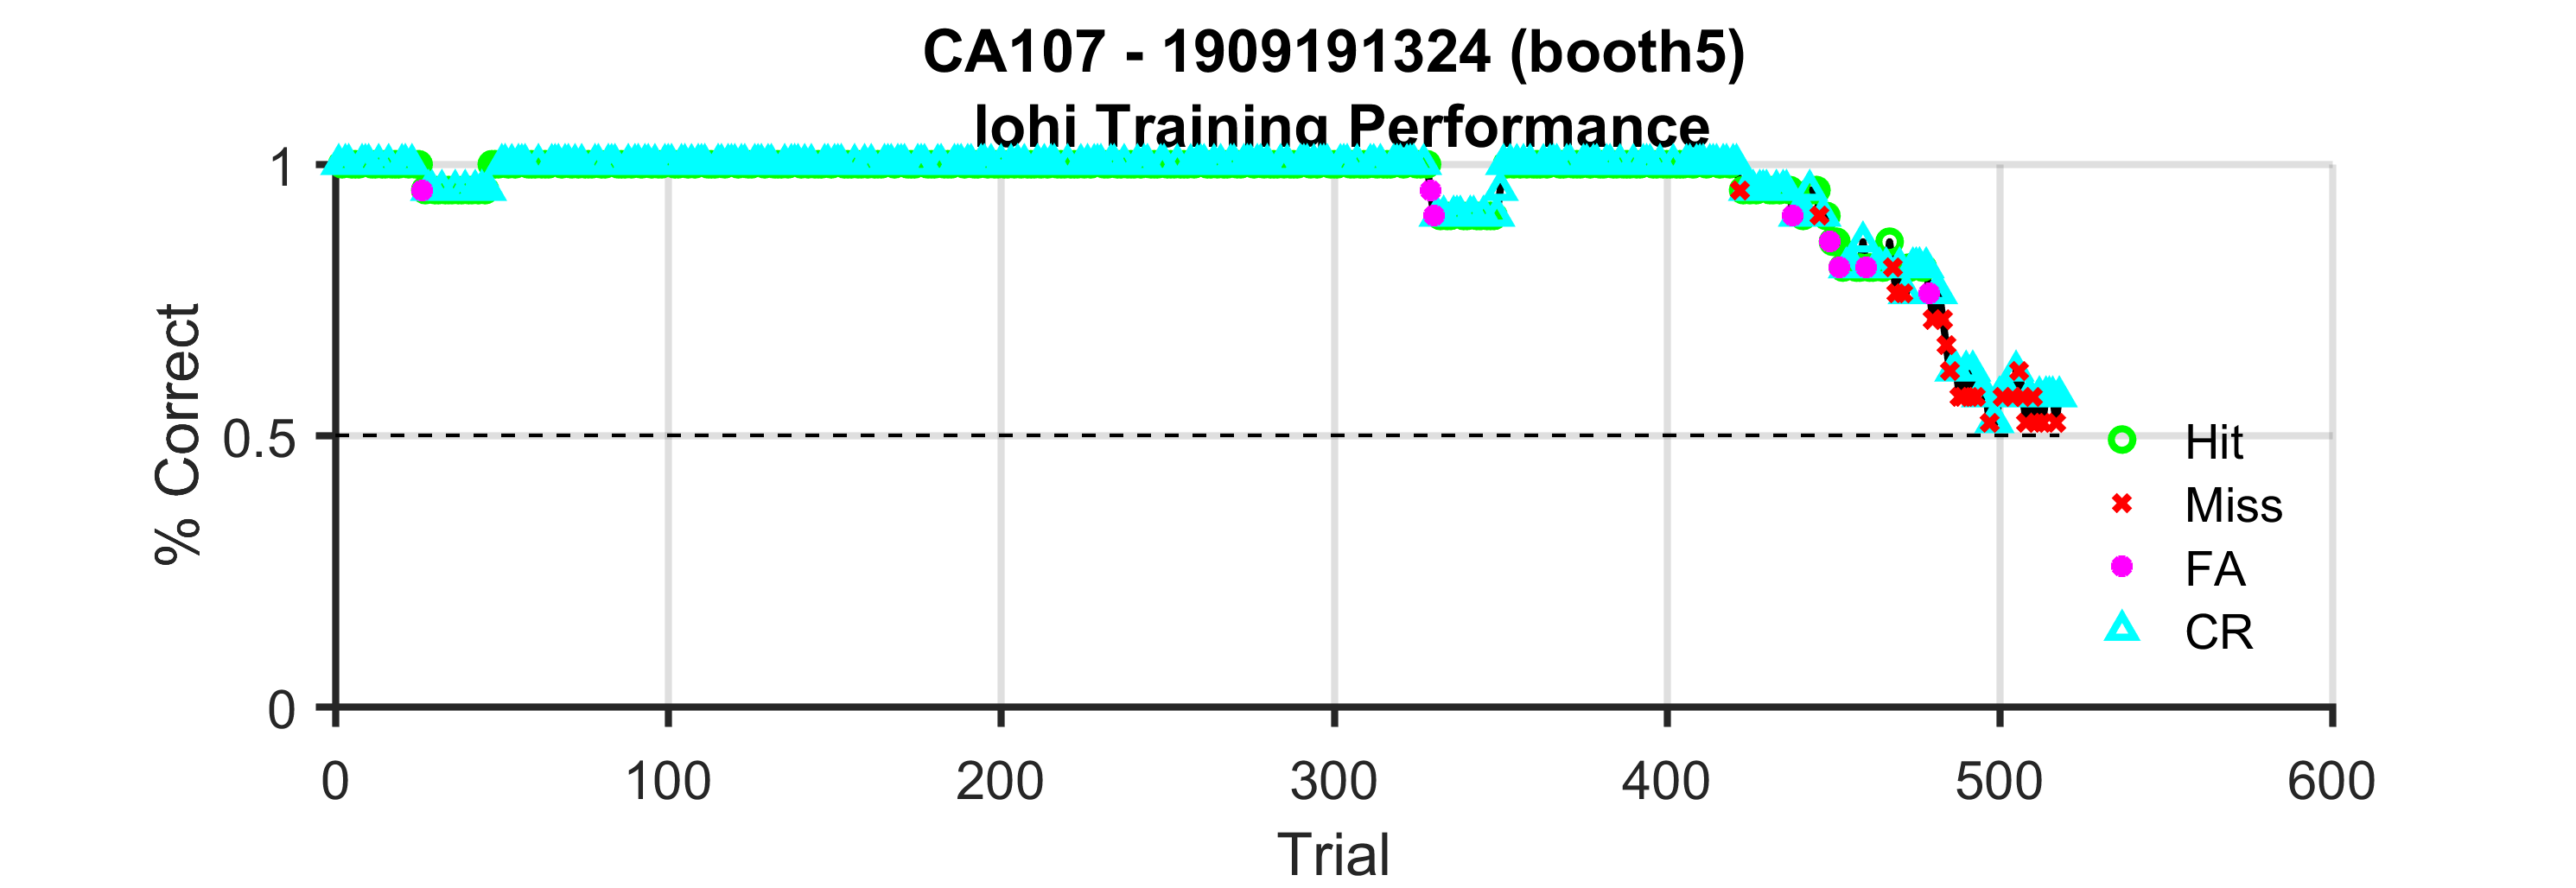 CA107 - 1909191324 (booth5)
lohi Training Performance
% Correct
1
0.5
0
0 100 200 300 400 500 600
Trial
Hit
Miss
FA
CR